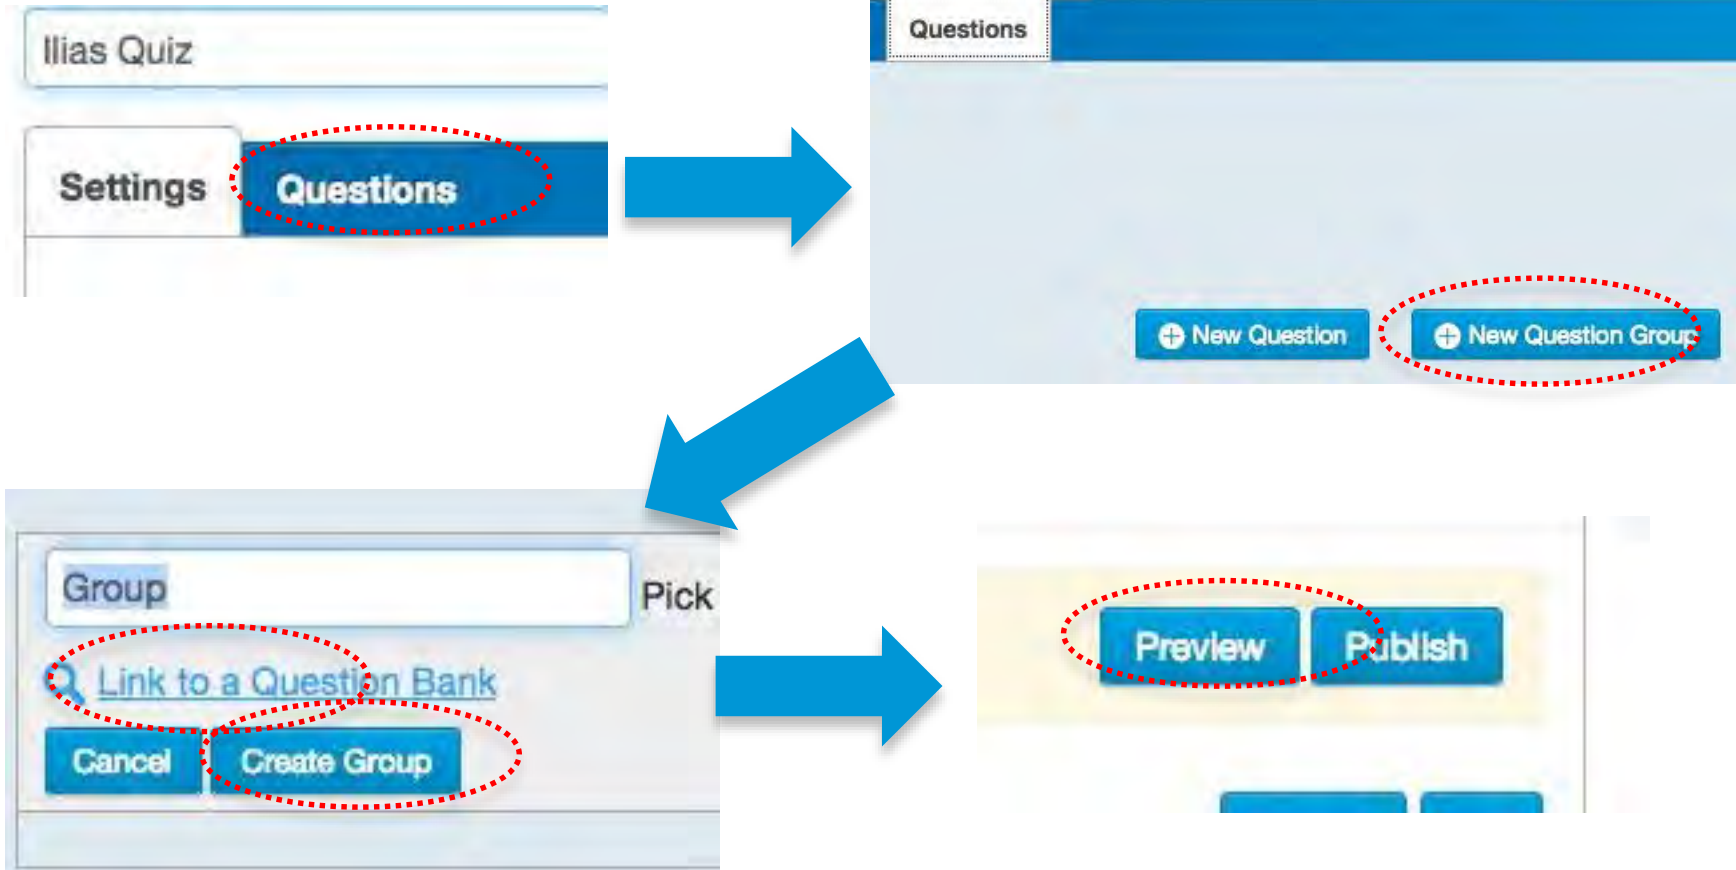 Ilias Quiz
Settings
Questions
Questions
New Question
New Question Group
Group
Pick
Link to a Question Bank
Cancel
Create Group
Preview
Publish